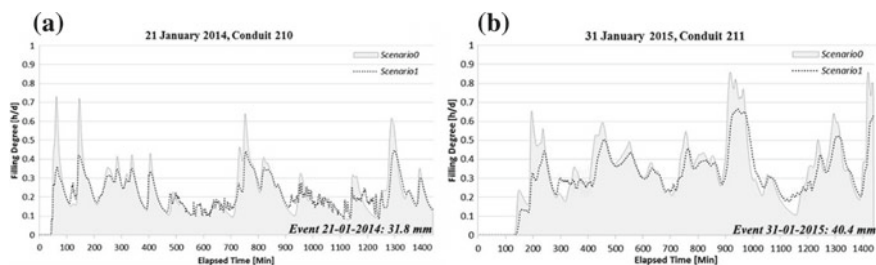 (a)
21 January 2014, Conduit 210
Filling Degree [h/d]
1
0.9
0.8
0.7
0.6
0.5
0.4
0.3
0.2
0.1
0
Scenario0
Scenario1
Event 21-01-2014: 31.8 mm
0 100 200 300 400 500 600 700 800 900 1000 1100 1200 1300 1400
Elapsed Time [Min]
(b)
31 January 2015, Conduit 211
Filling Degree [h/d]
1
0.9
0.8
0.7
0.6
0.5
0.4
0.3
0.2
0.1
0
Scenario0
Scenario1
Event 31-01-2015: 40.4 mm
0 100 200 300 400 500 600 700 800 900 1000 1100 1200 1300 1400
Elapsed Time [Min]